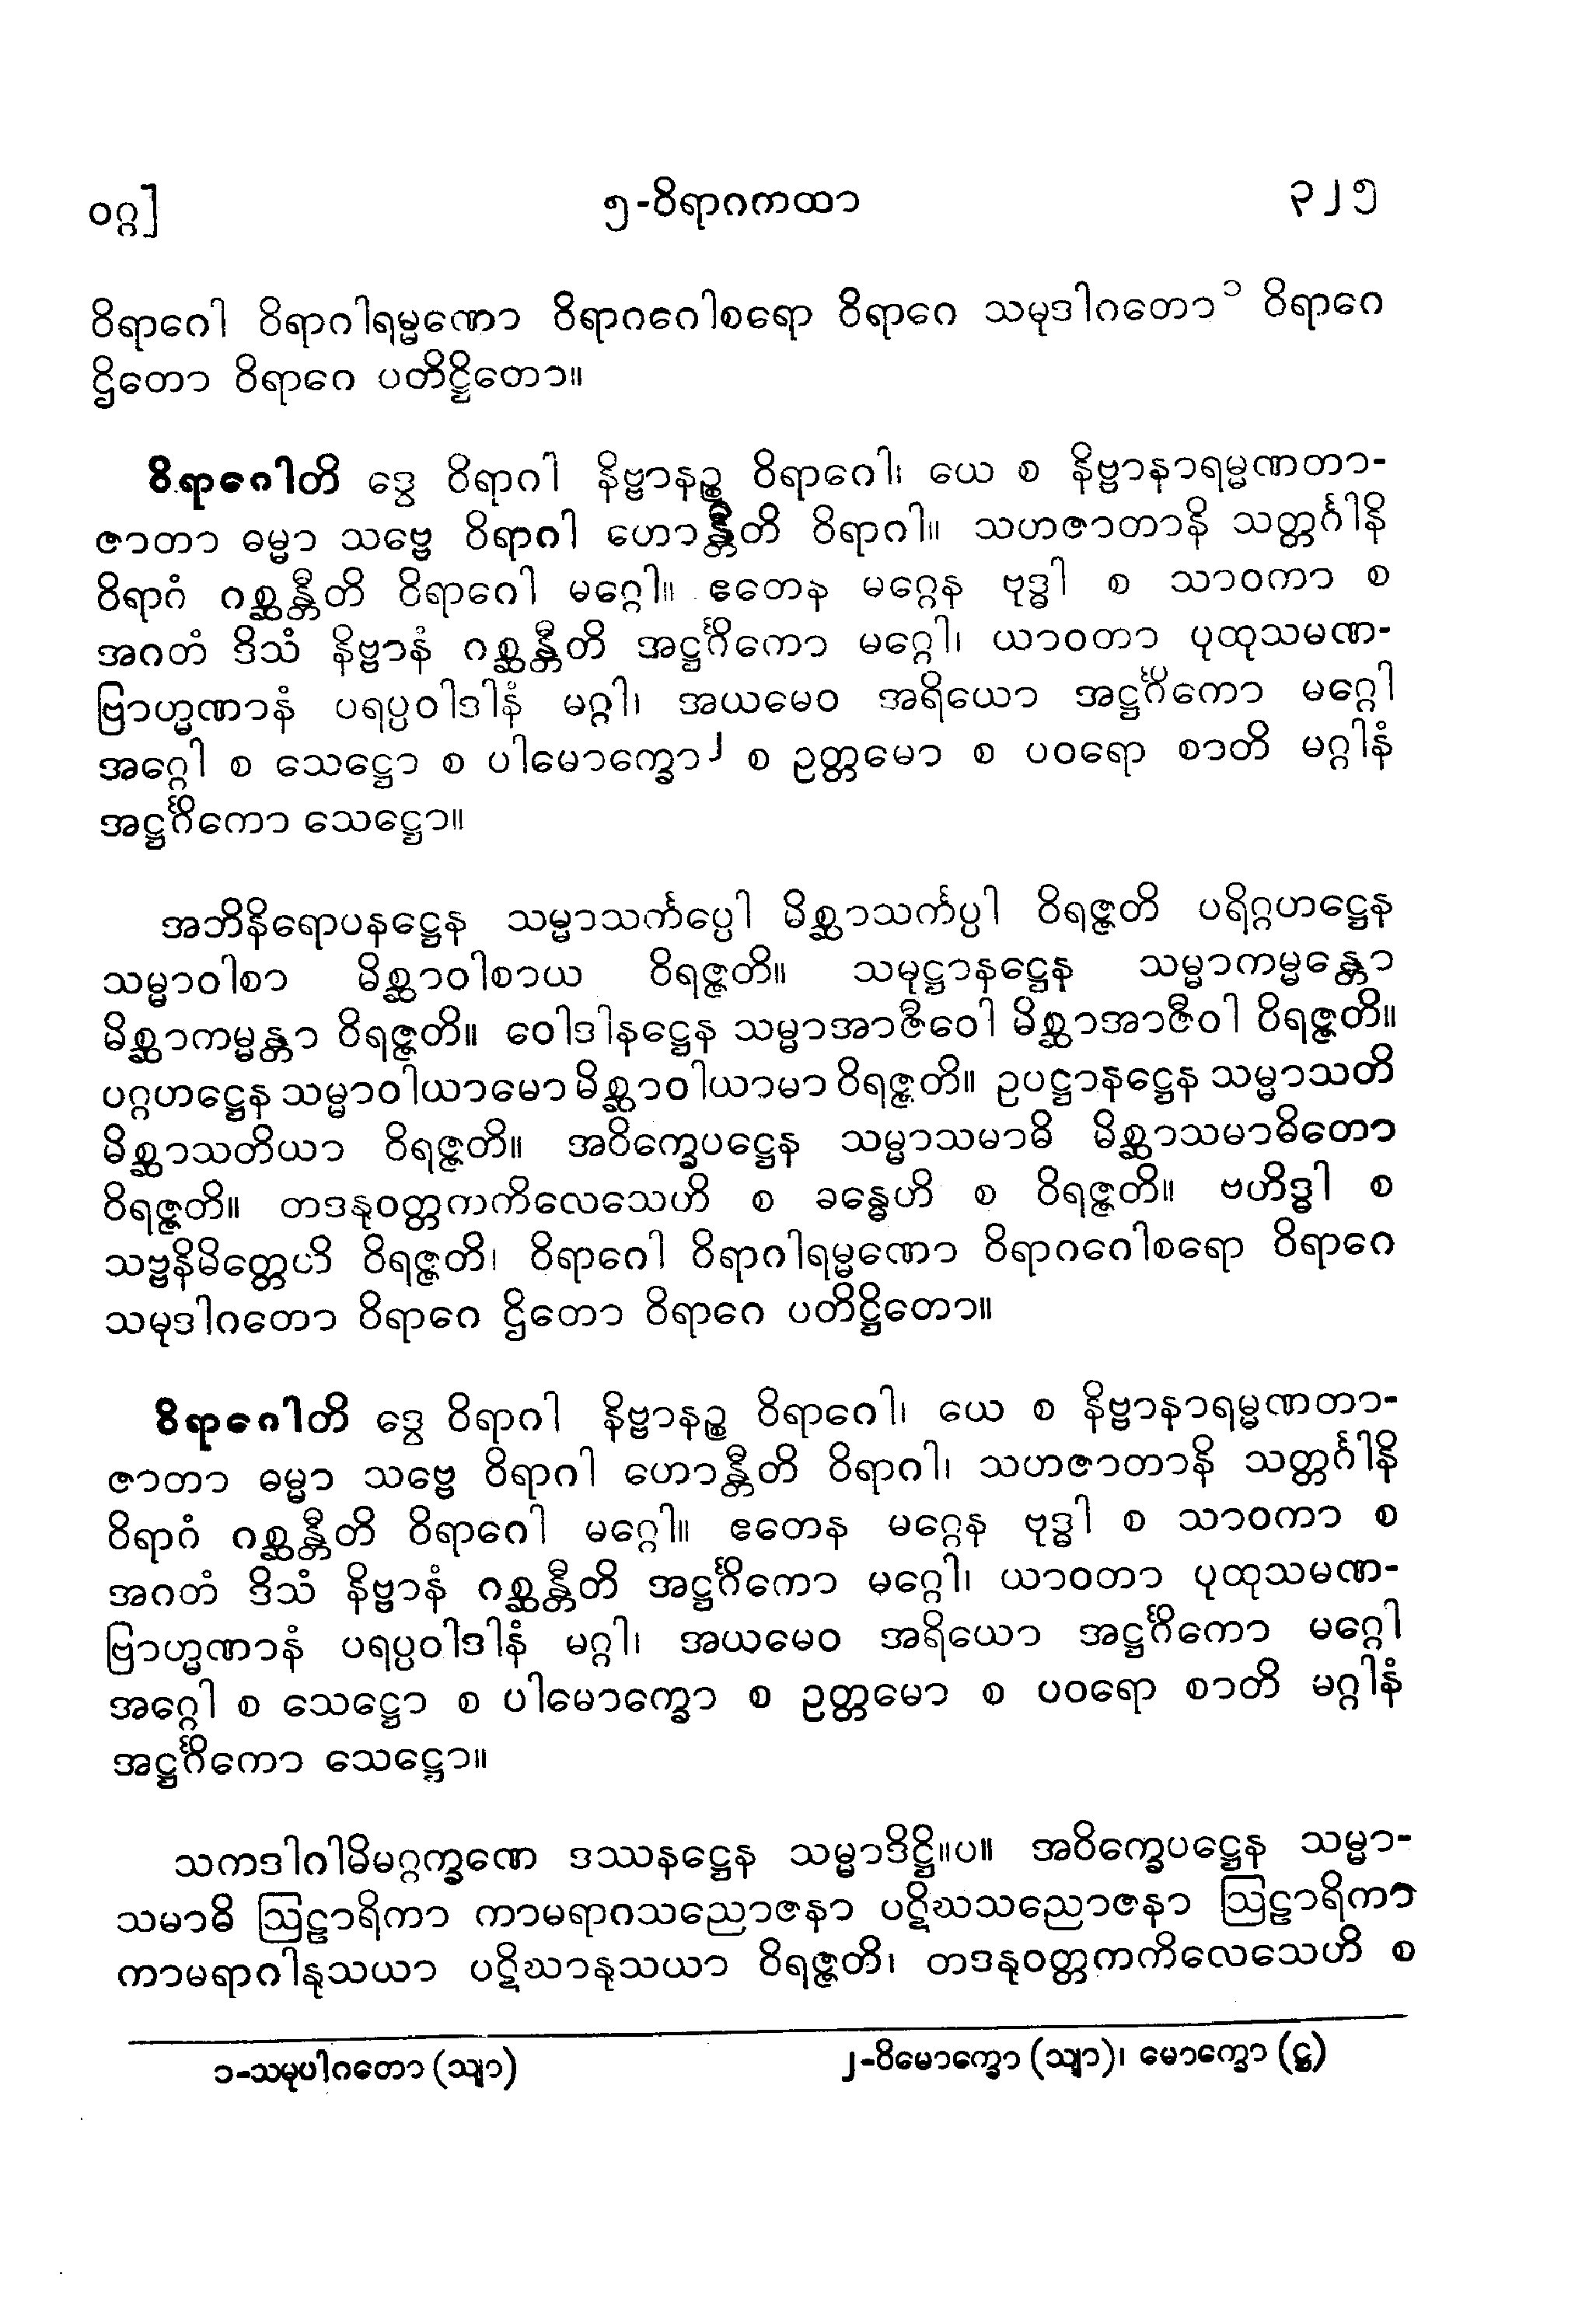 ဝဂ္ဂ] ၅-ဝိရာဂကထာ ၃၂၅
ဝိရာဂေါ ဝိရာဂါရမ္မဏော ဝိရာဂဂေါစရော ဝိရာဂေ သမုဒါဂတော၁ ဝိရာဂေ
ဌိတော ဝိရာဂေ ပတိဋ္ဌိတော။
ဝိရာဂေါတိ ဒွေ ဝိရာဂါ နိဗ္ဗာနဉ္စ ဝိရာဂေါ၊ ယေ စ နိဗ္ဗာနာရမ္မဏတာ-
ဇာတာ ဓမ္မာ သဗ္ဗေ ဝိရာဂါ ဟောန္တီတိ ဝိရာဂါ။ သဟဇာတာနိ သတ္တင်္ဂါနိ
ဝိရာဂံ ဂစ္ဆန္တီတိ ဝိရာဂေါ မဂ္ဂေါ။ ဧတေန မဂ္ဂေန ဗုဒ္ဓါ စ သာဝကာ စ
အဂတံ ဒိသံ နိဗ္ဗာနံ ဂစ္ဆန္တီတိ အဋ္ဌင်္ဂိကော မဂ္ဂေါ၊ ယာဝတာ ပုထုသမဏ-
ဗြာဟ္မဏာနံ ပရပ္ပဝါဒါနံ မဂ္ဂါ၊ အယမေဝ အရိယော အဋ္ဌင်္ဂိကော မဂ္ဂေါ
အဂ္ဂေါ စ သေဋ္ဌော စ ပါမောက္ခော၂ စ ဥတ္တမော စ ပဝရော စာတိ မဂ္ဂါနံ
အဋ္ဌင်္ဂိကော သေဋ္ဌော။
အဘိနိရောပနဋ္ဌေန သမ္မာသင်္ကပ္ပေါ မိစ္ဆာသင်္ကပ္ပါ ဝိရဇ္ဇတိ ပရိဂ္ဂဟဋ္ဌေန
သမ္မာဝါစာ မိစ္ဆာဝါစာယ ဝိရဇ္ဇတိ။ သမုဋ္ဌာနဋ္ဌေန သမ္မာကမ္မန္တော
မိစ္ဆာကမ္မန္တာ ဝိရဇ္ဇတိ။ ဝေါဒါနဋ္ဌေန သမ္မာအာဇီဝေါ မိစ္ဆာအာဇီဝါ ဝိရဇ္ဇတိ။
ပဂ္ဂဟဋ္ဌေန သမ္မာဝါယာမော မိစ္ဆာဝါယာမာ ဝိရဇ္ဇတိ။ ဥပဋ္ဌာနဋ္ဌေန သမ္မာသတိ
မိစ္ဆာသတိယာ ဝိရဇ္ဇတိ။ အဝိက္ခေပဋ္ဌေန သမ္မာသမာဓိ မိစ္ဆာသမာဓိတော
ဝိရဇ္ဇတိ။ တဒနုဝတ္တကကိလေသေဟိ စ ခန္ဓေဟိ စ ဝိရဇ္ဇတိ။ ဗဟိဒ္ဓါ စ
သဗ္ဗနိမိတ္တေဟိ ဝိရဇ္ဇတိ၊ ဝိရာဂေါ ဝိရာဂါရမ္မဏော ဝိရာဂဂေါစရော ဝိရာဂေ
သမုဒါဂတော ဝိရာဂေ ဌိတော ဝိရာဂေ ပတိဋ္ဌိတော။
ဝိရာဂေါတိ ဒွေ ဝိရာဂါ နိဗ္ဗာနဉ္စ ဝိရာဂေါ၊ ယေ စ နိဗ္ဗာနာရမ္မဏတာ-
ဇာတာ ဓမ္မာ သဗ္ဗေ ဝိရာဂါ ဟောန္တီတိ ဝိရာဂါ၊ သဟဇာတာနိ သတ္တင်္ဂါနိ
ဝိရာဂံ ဂစ္ဆန္တီတိ ဝိရာဂေါ မဂ္ဂေါ။ ဧတေန မဂ္ဂေန ဗုဒ္ဓါ စ သာဝကာ စ
အဂတံ ဒိသံ နိဗ္ဗာနံ ဂစ္ဆန္တီတိ အဋ္ဌင်္ဂိကော မဂ္ဂေါ၊ ယာဝတာ ပုထုသမဏ-
ဗြာဟ္မဏာနံ ပရပ္ပဝါဒါနံ မဂ္ဂါ၊ အယမေဝ အရိယော အဋ္ဌင်္ဂိကော မဂ္ဂေါ
အဂ္ဂေါ စ သေဋ္ဌော စ ပါမောက္ခော စ ဥတ္တမော စ ပဝရော စာတိ မဂ္ဂါနံ
အဋ္ဌင်္ဂိကော သေဋ္ဌော။
သကဒါဂါမိမဂ္ဂက္ခဏေ ဒဿနဋ္ဌေန သမ္မာဒိဋ္ဌိ။ပ။ အဝိက္ခေပဋ္ဌေန သမ္မာ-
သမာဓိ ဩဠာရိကာ ကာမရာဂသညောဇနာ ပဋိဃသညောဇနာ ဩဠာရိကာ
ကာမရာဂါနုသယာ ပဋိဃာနုသယာ ဝိရဇ္ဇတိ၊ တဒနုဝတ္တကကိလေသေဟိ စ
၁-သမုပါဂတော (သျာ) ၂-ဝိမောက္ခော (သျာ)၊ မောက္ခော (ဋ္ဌ)